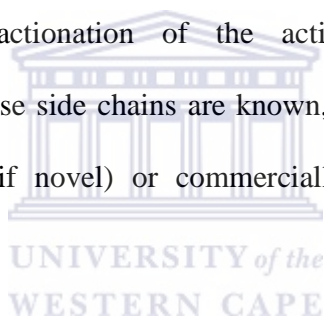 actionation of the acti
se side chains are known,
if novel) or commerciall
UNIVERSITY of the
WESTERN CAPE